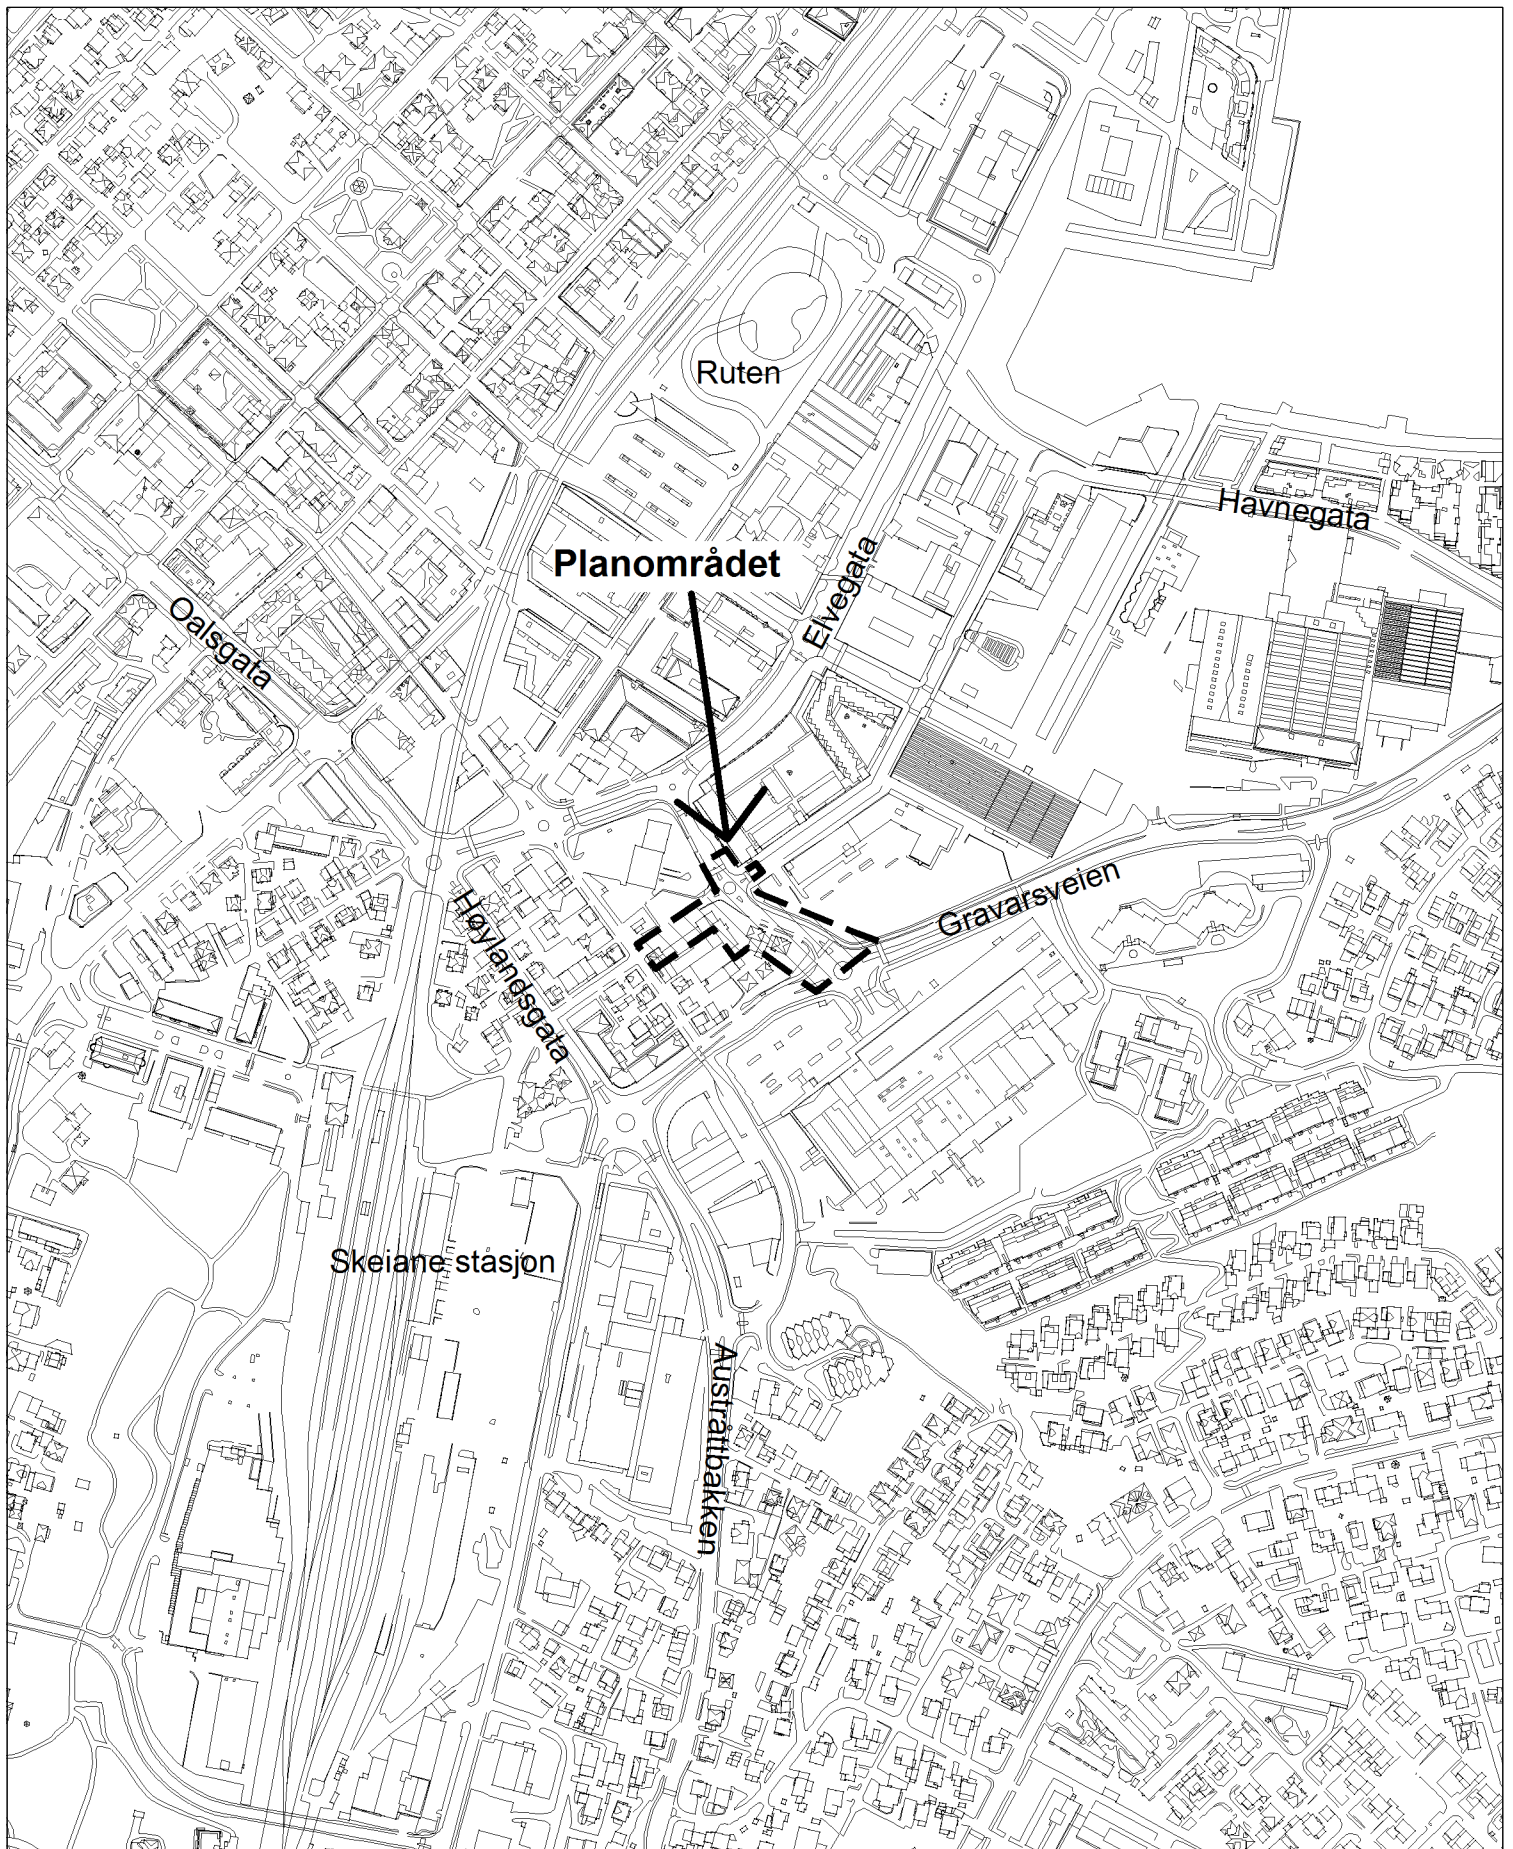 Ruten
Havnegata
Planområdet
Elvegata
Oalsgata
Gravarsveien
Høylandsgata
Skeiane stasjon
Austråttbakken